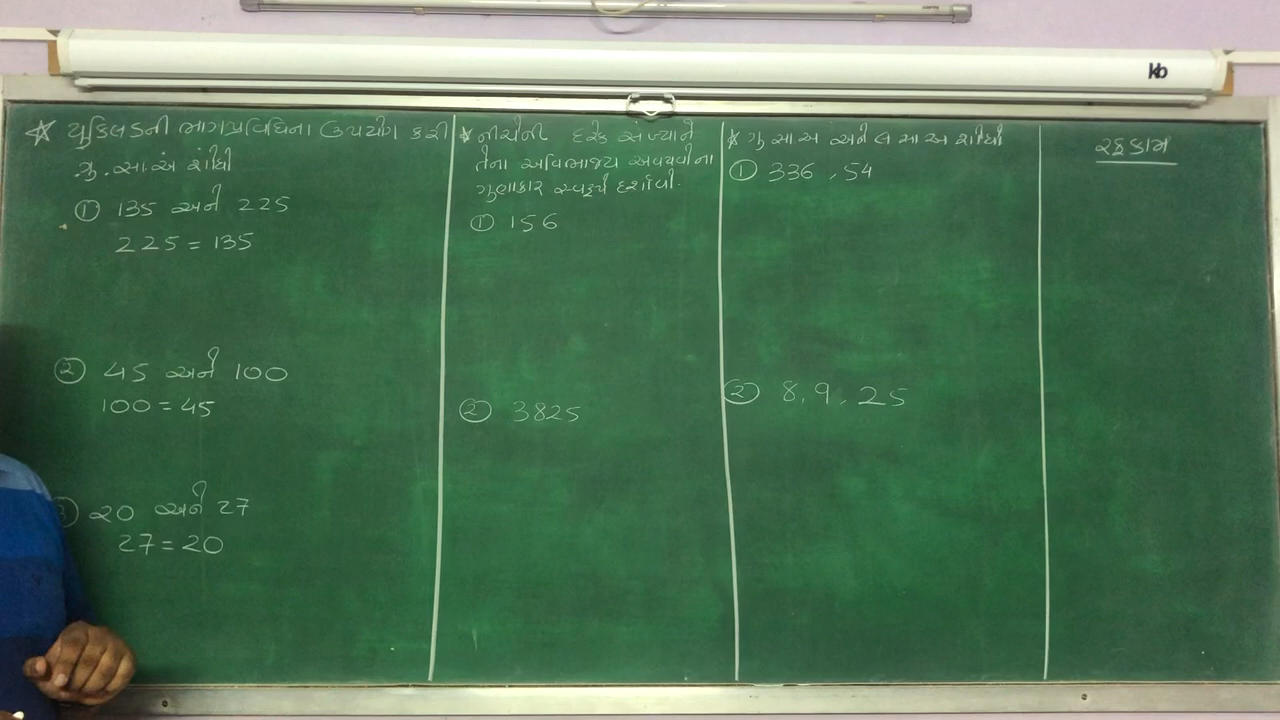 kb
☆ યુકિલડની ભાગપ્રવિધિના ઉપયોગ કરી
ગુ.સા.અ શોધો
① 135 અને 225
225 = 135
② 45 અને 100
100 = 45
20 અને 27
27 = 20
* નીચેની દરેક સંખ્યાને
તેના અવિભાજ્ય અવયવોના
ગુણાકાર સ્વરૂપે દર્શાવો.
① 156
② 3825
* ગુ સા અ અને લ સા અ શોધો
① 336, 54
② 8, 9, 25
રફકામ